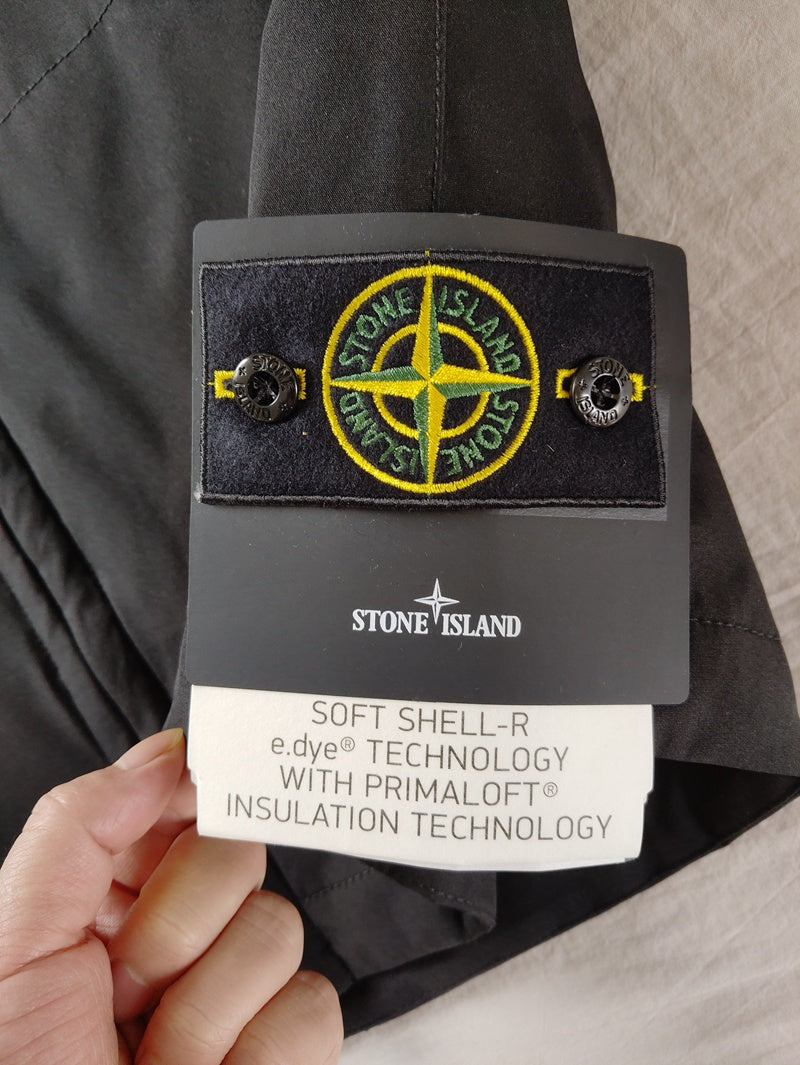 STONE ISLAND
STONE ISLAND
STONE ISLAND
STONE ISLAND
STONE ISLAND
SOFT SHELL-R
e.dye® TECHNOLOGY
WITH PRIMALOFT®
INSULATION TECHNOLOGY